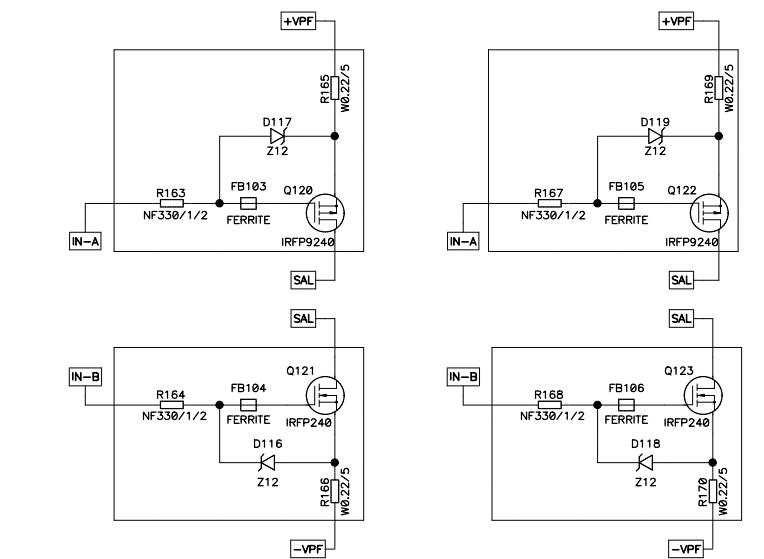 +VPF
R165
W0.22/5
D117
Z12
FB103
Q120
R163
NF330/1/2
FERRITE
IRFP9240
IN-A
SAL
+VPF
R169
W0.22/5
D119
Z12
FB105
Q122
R167
NF330/1/2
FERRITE
IRFP9240
IN-A
SAL
SAL
IN-B
Q121
FB104
R164
NF330/1/2
FERRITE
IRFP240
D116
Z12
R166
W0.22/5
-VPF
SAL
IN-B
Q123
FB106
R168
NF330/1/2
FERRITE
IRFP240
D118
Z12
R170
W0.22/5
-VPF